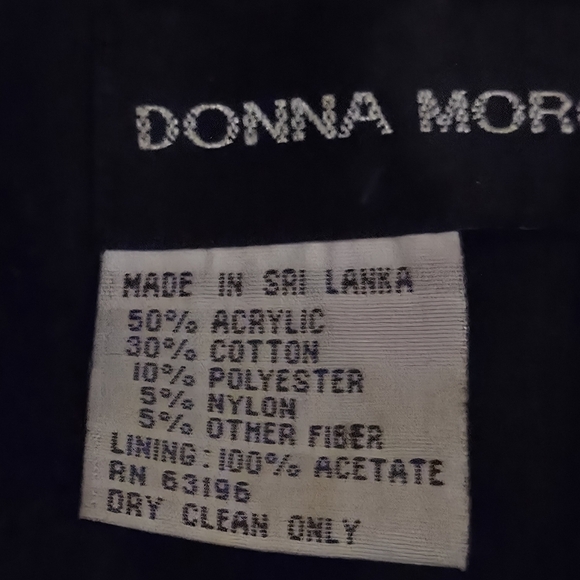 DONNA MOR
MADE IN SRI LANKA
50% ACRYLIC
30% COTTON
10% POLYESTER
5% NYLON
5% OTHER FIBER
LINING: 100% ACETATE
RN 63196
DRY CLEAN ONLY